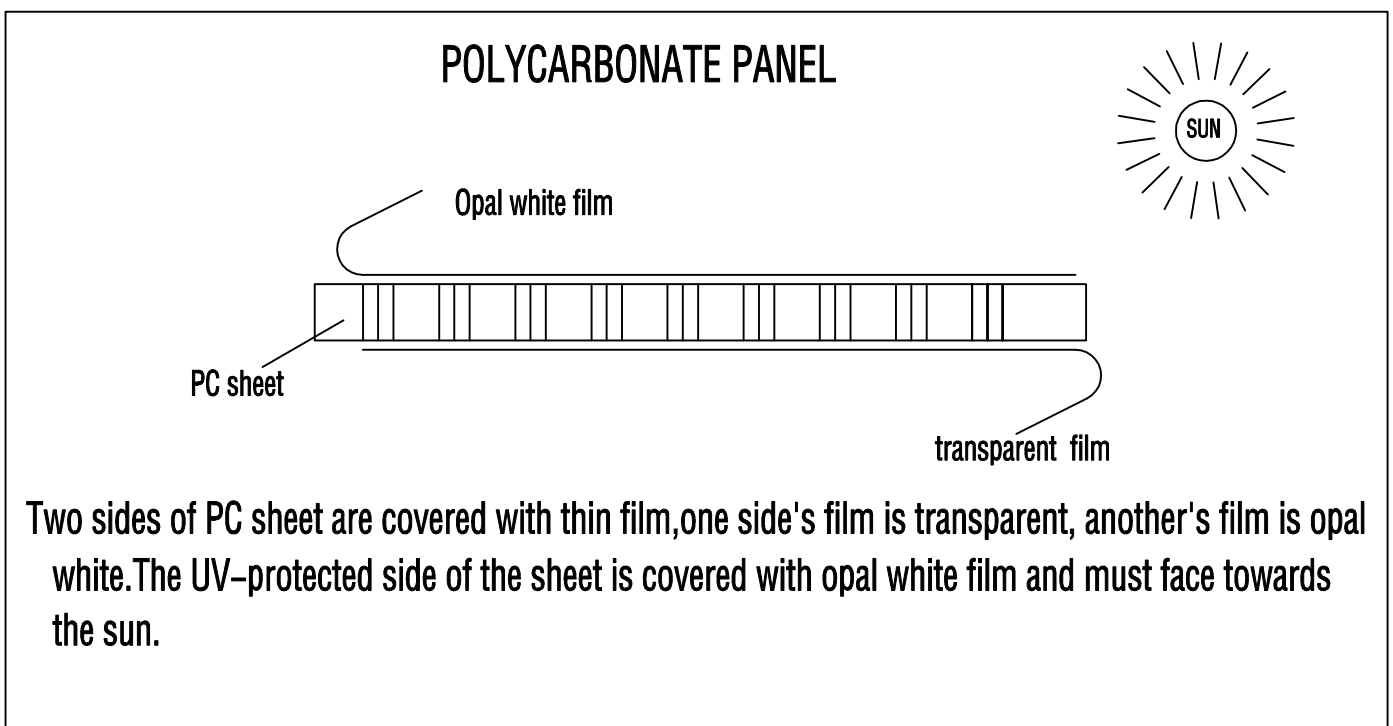 POLYCARBONATE PANEL
SUN
Opal white film
PC sheet
transparent film
Two sides of PC sheet are covered with thin film,one side's film is transparent, another's film is opal
white.The UV-protected side of the sheet is covered with opal white film and must face towards
the sun.